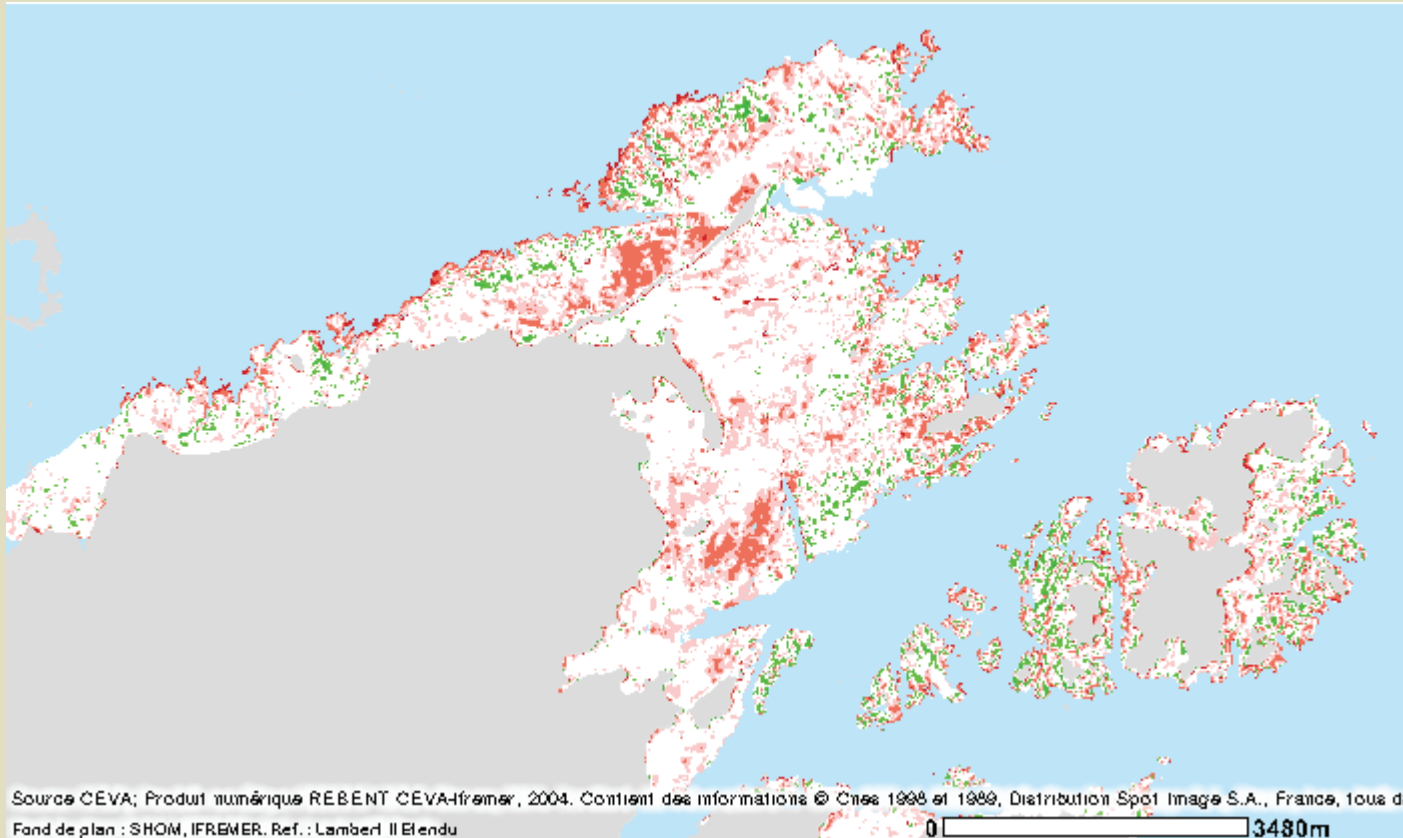 Source CEVA; Produit numérique REBENT CEVA-Ifremer, 2004. Contient des informations © Cnes 1998 et 1989, Distribution Spot Image S.A., France, tous d
Fond de plan : SHOM, IFREMER. Ref. : Lambert II Etendu
0 3480m